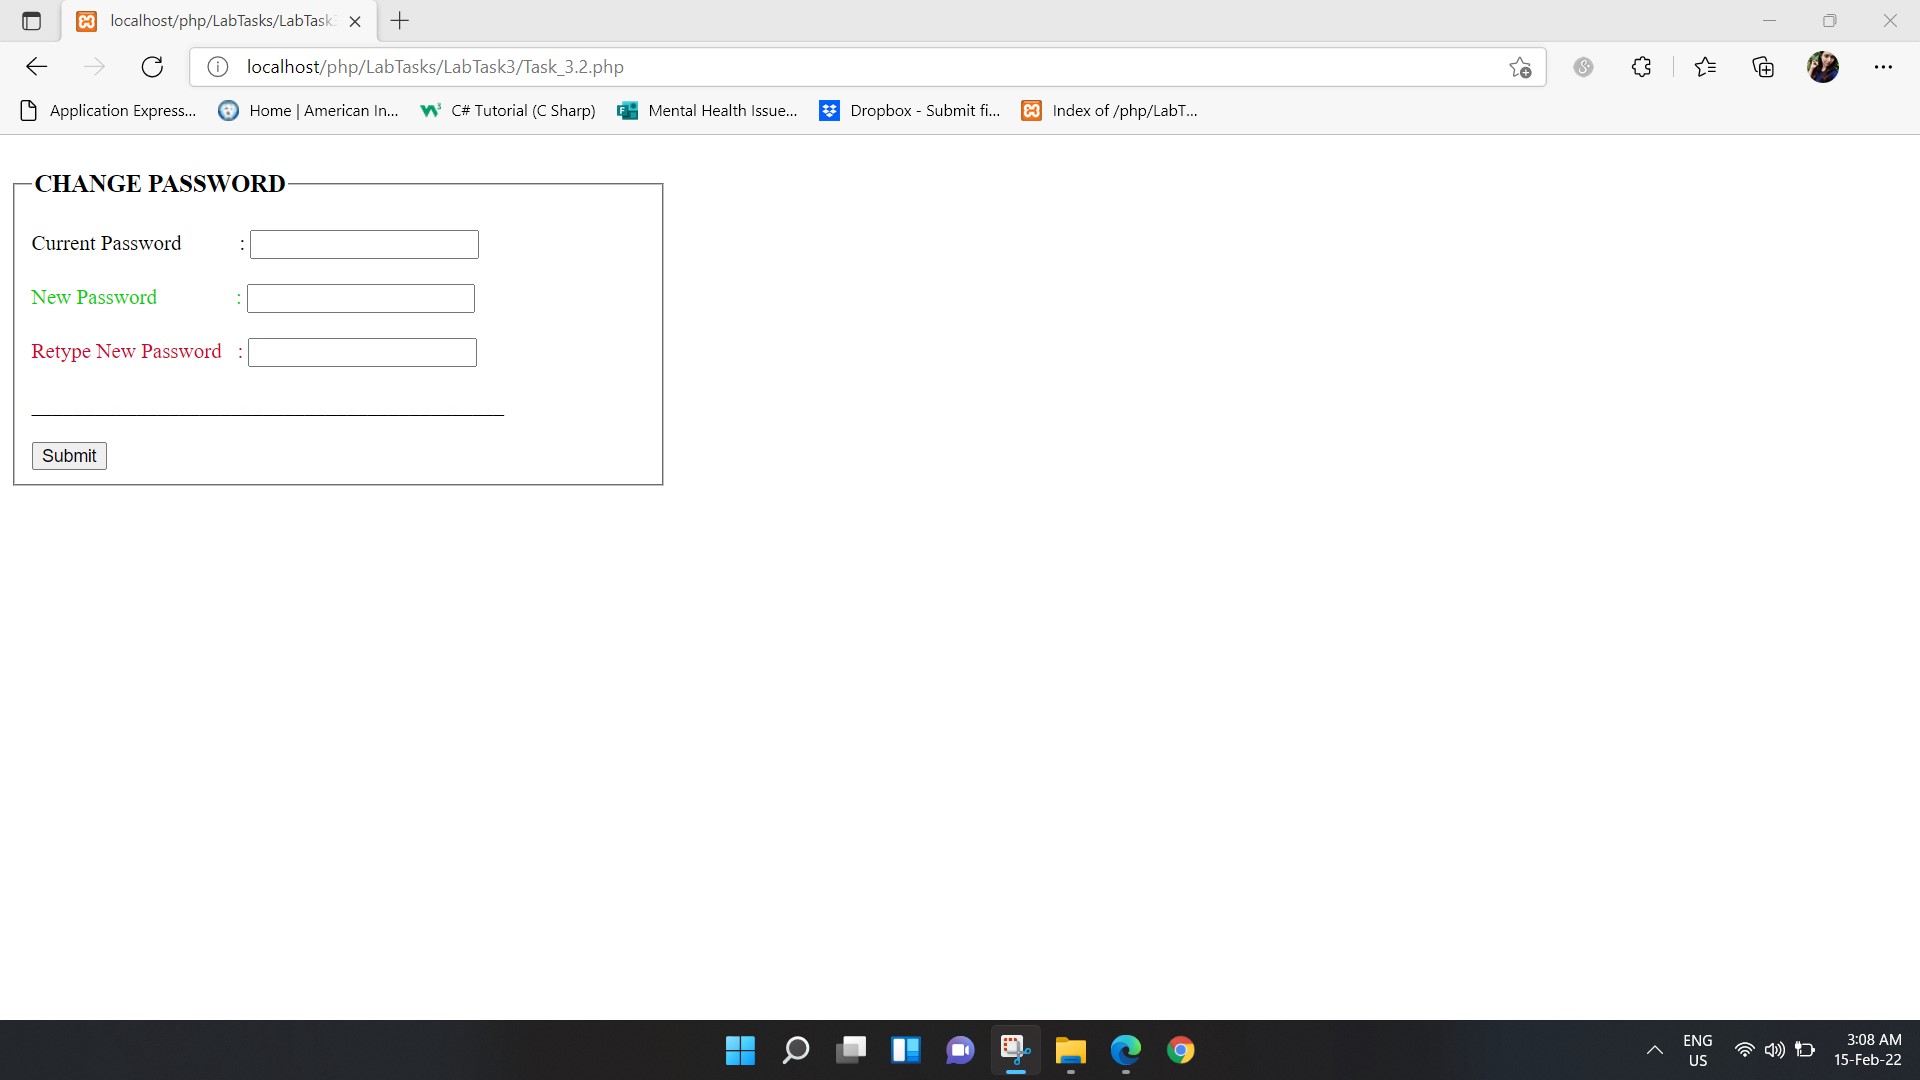 localhost/php/LabTasks/LabTask3
localhost/php/LabTasks/LabTask3/Task_3.2.php
Application Express... Home | American In... C# Tutorial (C Sharp) Mental Health Issue... Dropbox - Submit fi... Index of /php/LabT...
CHANGE PASSWORD
Current Password :
New Password :
Retype New Password :
Submit
ENG 3:08 AM
US 15-Feb-22